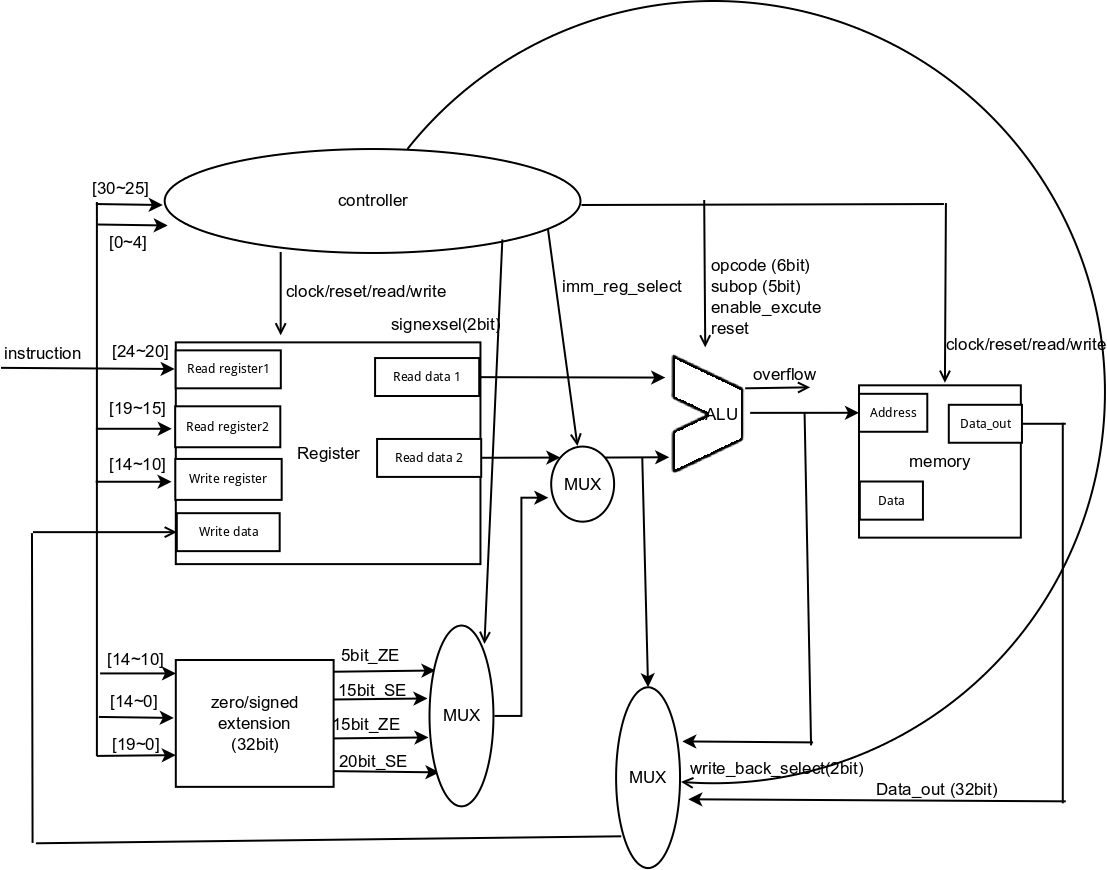 controller
[30~25]
[0~4]
clock/reset/read/write
signexsel(2bit)
imm_reg_select
opcode (6bit)
subop (5bit)
enable_excute
reset
clock/reset/read/write
instruction
[24~20]
[19~15]
[14~10]
Read register1
Read register2
Write register
Write data
Register
Read data 1
Read data 2
MUX
ALU
overflow
Address
Data_out
memory
Data
[14~10]
[14~0]
[19~0]
zero/signed
extension
(32bit)
5bit_ZE
15bit_SE
15bit_ZE
20bit_SE
MUX
MUX
write_back_select(2bit)
Data_out (32bit)